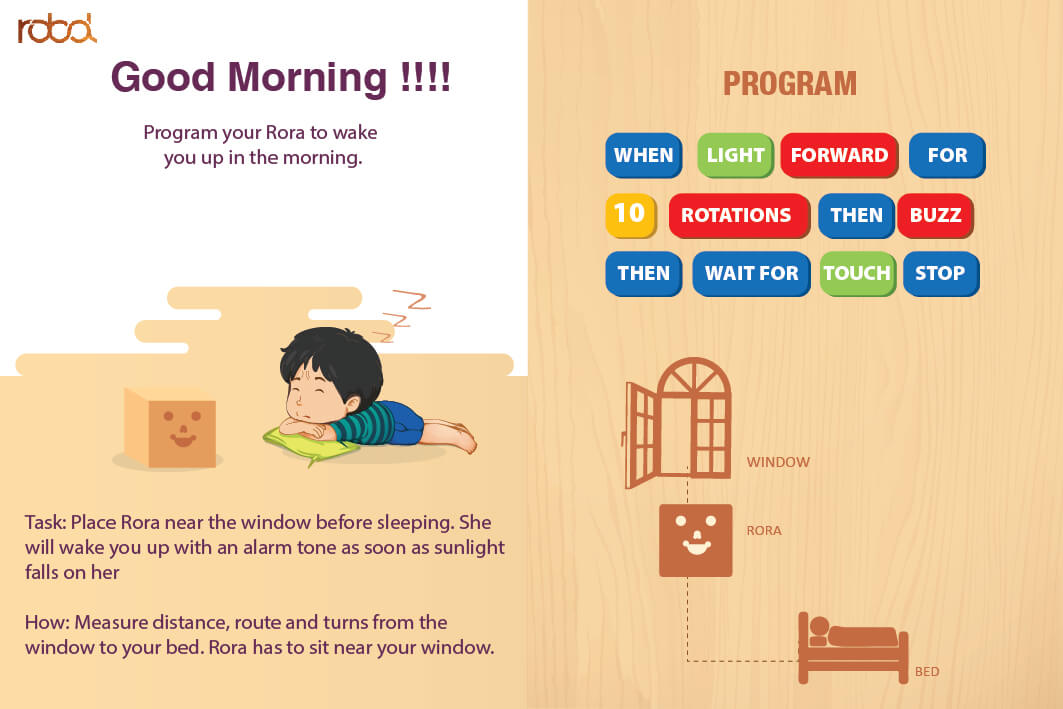 robol
Good Morning !!!!
Program your Rora to wake
you up in the morning.
Z
Z
Z
Task: Place Rora near the window before sleeping. She
will wake you up with an alarm tone as soon as sunlight
falls on her
How: Measure distance, route and turns from the
window to your bed. Rora has to sit near your window.
PROGRAM
WHEN LIGHT FORWARD FOR
10 ROTATIONS THEN BUZZ
THEN WAIT FOR TOUCH STOP
WINDOW
RORA
BED